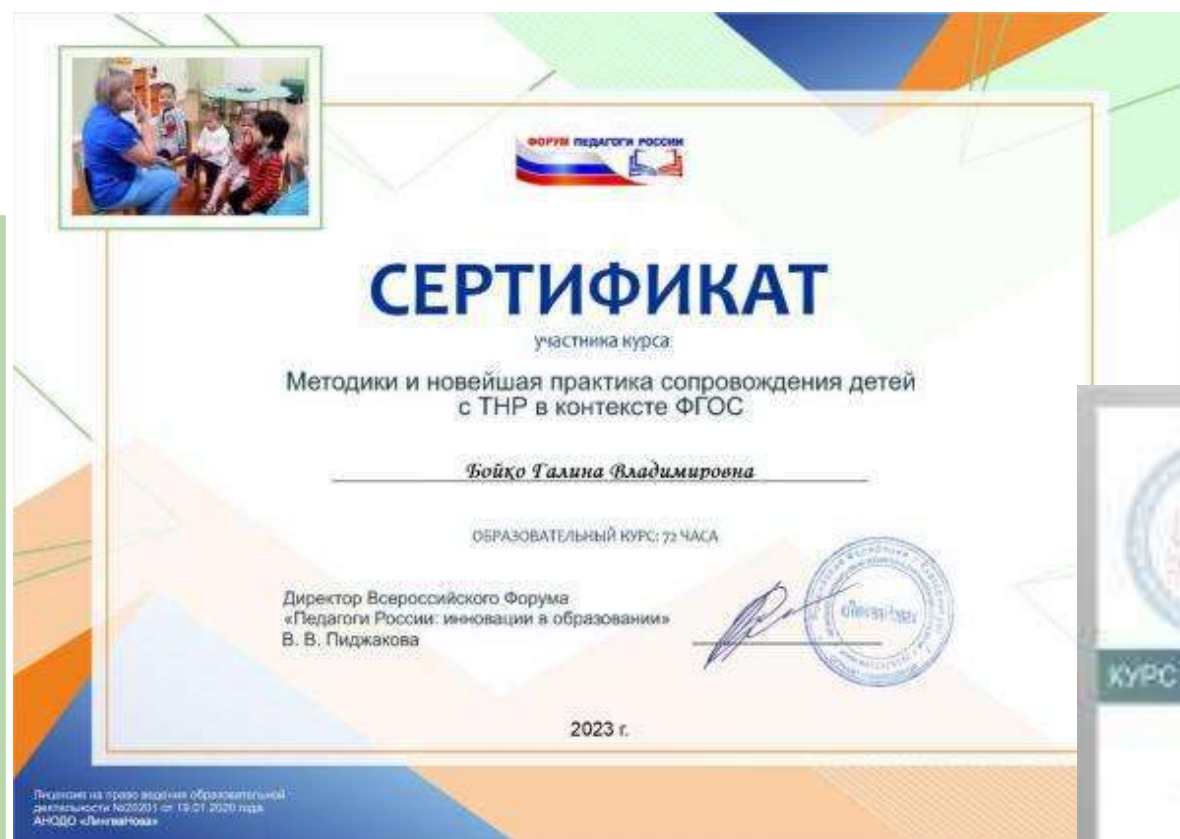 ФОРУМ ПЕДАГОГИ РОССИИ
СЕРТИФИКАТ
участника курса
Методики и новейшая практика сопровождения детей
с ТНР в контексте ФГОС
Бойко Галина Владимировна
ОБРАЗОВАТЕЛЬНЫЙ КУРС: 72 ЧАСА
Директор Всероссийского Форума
«Педагоги России: инновации в образовании»
В. В. Пиджакова
«ЛингваНова»
2023 г.
Лицензия на право ведения образовательной
деятельности №20201 от 19.01.2020 года
АНОДО «ЛингваНова»
КУРС